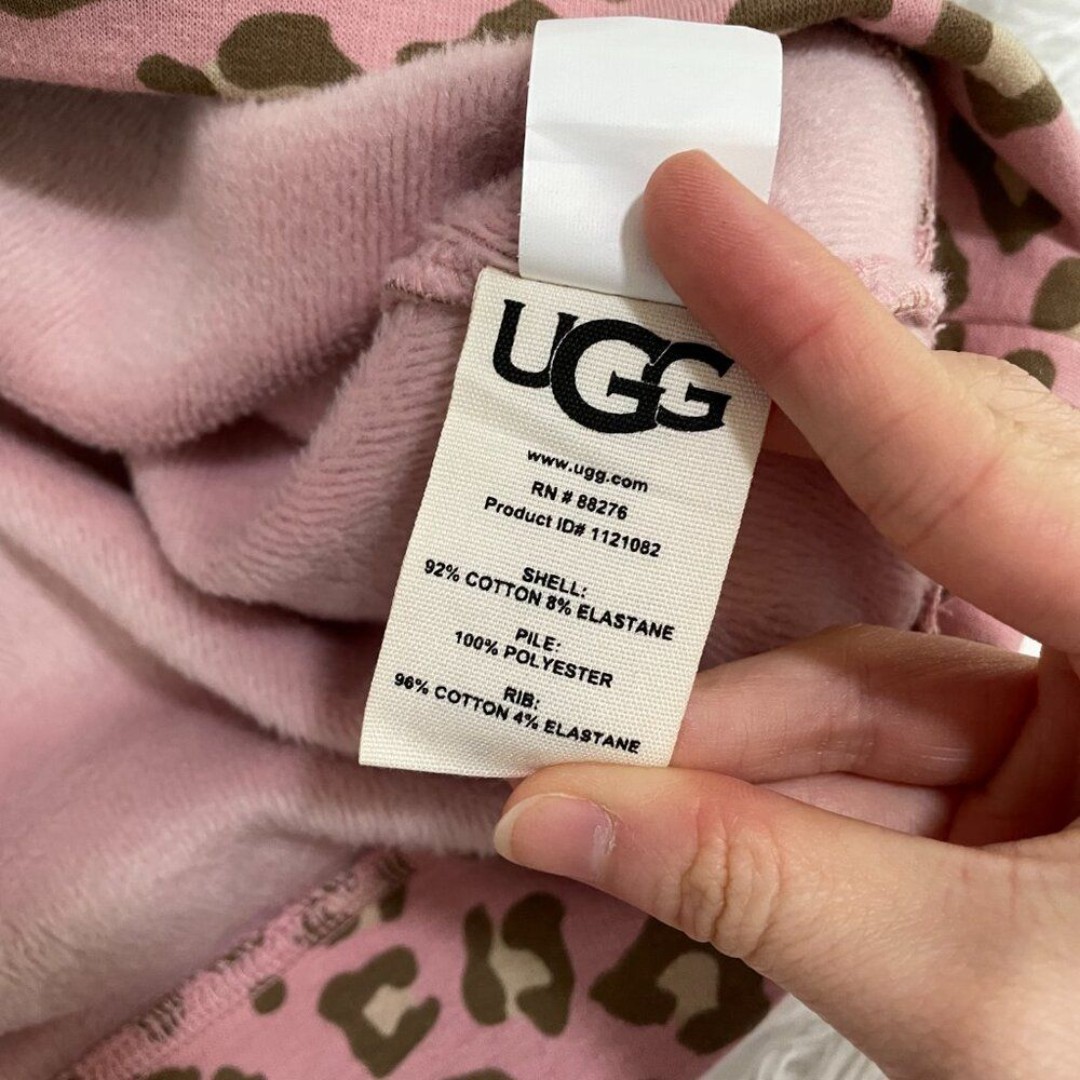 UGG
www.ugg.com
RN # 88276
Product ID# 1121082
SHELL:
92% COTTON 8% ELASTANE
PILE:
100% POLYESTER
RIB:
96% COTTON 4% ELASTANE